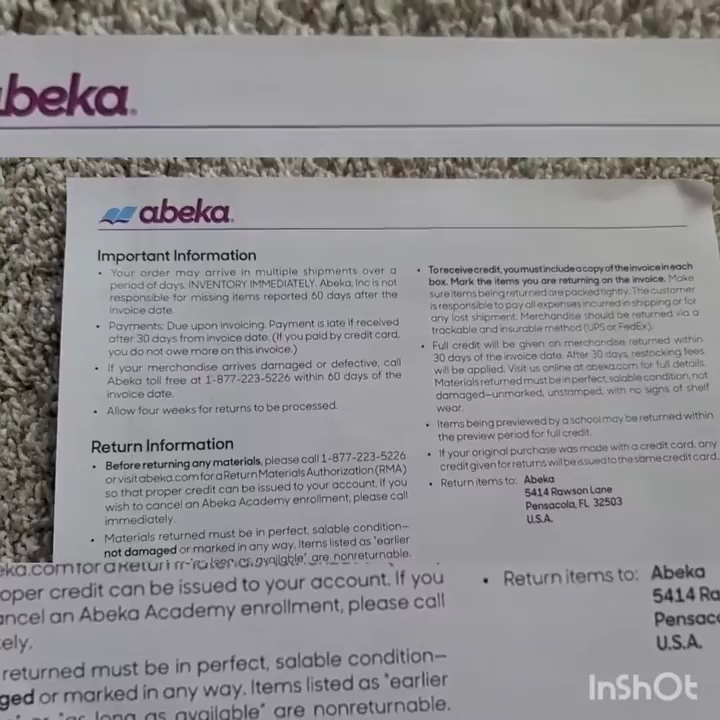 beka.
abeka.
Important Information
• Your order may arrive in multiple shipments over a
period of days. INVENTORY IMMEDIATELY. Abeka, Inc is not
responsible for missing items reported 60 days after the
invoice date.
• Payments: Due upon invoicing. Payment is late if received
after 30 days from invoice date. (If you paid by credit card,
you do not owe more on this invoice.)
• If your merchandise arrives damaged or defective, call
Abeka toll free at 1-877-223-5226 within 60 days of the
invoice date.
• Allow four weeks for returns to be processed.
Return Information
• Before returning any materials, please call 1-877-223-5226
or visit abeka.com for a Return Materials Authorization (RMA)
so that proper credit can be issued to your account. If you
wish to cancel an Abeka Academy enrollment, please call
immediately.
• Materials returned must be in perfect, salable condition—
not damaged or marked in any way. Items listed as "earlier
as available" are nonreturnable.
• To receive credit, you must include a copy of the invoice in each
box. Mark the items you are returning on the invoice. Make
sure items being returned are packed tightly. The customer
is responsible to pay all expenses incurred in shipping or for
any lost shipment. Merchandise should be returned via a
trackable and insurable method (UPS or FedEx).
• Full credit will be given on merchandise returned within
30 days of the invoice date. After 30 days, restocking fees
will be applied. Visit us online at abeka.com for full details.
Materials returned must be in perfect, salable condition, not
damaged—unmarked, unstamped, with no signs of shelf
wear.
• Items being previewed by a school may be returned within
the preview period for full credit.
• If your original purchase was made with a credit card, any
credit given for returns will be issued to the same credit card.
• Return items to: Abeka
5414 Rawson Lane
Pensacola, FL 32503
U.S.A.
eka.com for a Return
oper credit can be issued to your account. If you
ancel an Abeka Academy enrollment, please call
ely.
returned must be in perfect, salable condition—
ged or marked in any way. Items listed as "earlier
as long as available" are nonreturnable.
• Return items to: Abeka
5414 Ra
Pensac
U.S.A.
InShOt